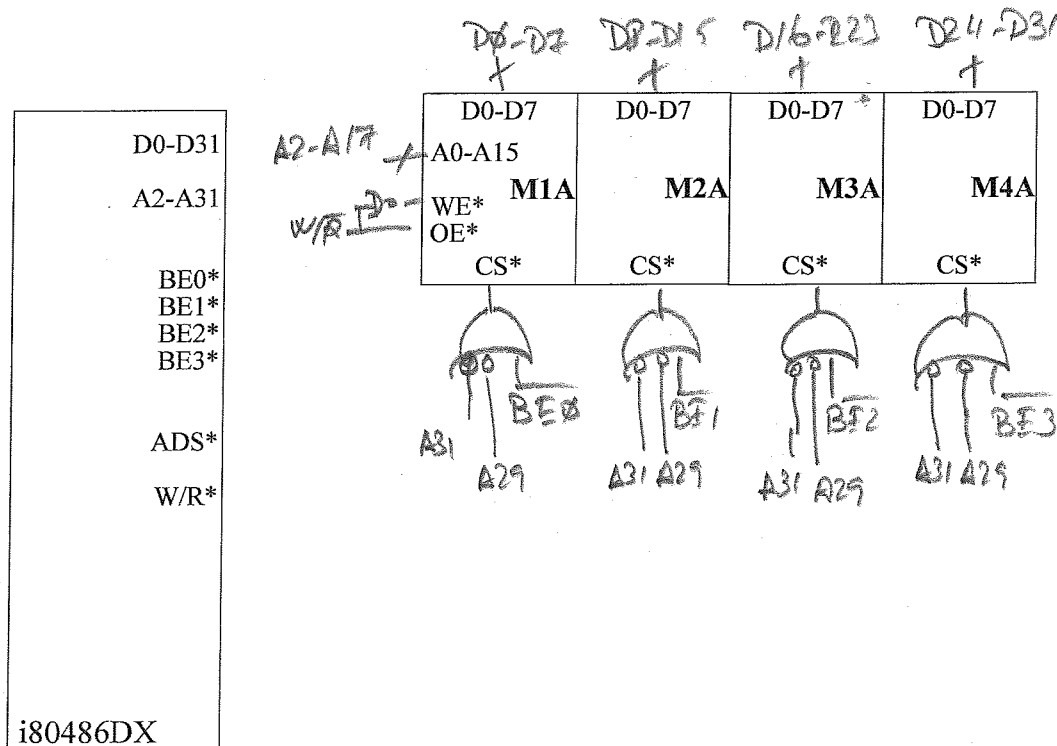 DØ-D7 D8-D15 D16-D23 D24-D31
D0-D7 D0-D7 D0-D7 D0-D7
D0-D31
A2-A17
A0-A15
A2-A31
M1A M2A M3A M4A
WE*
W/R
OE*
CS* CS* CS* CS*
BE0*
BE1*
BE2*
BE3*
BEØ BE1 BE2 BE3
ADS*
A31 A29 A31 A29 A31 A29 A31 A29
W/R*
i80486DX